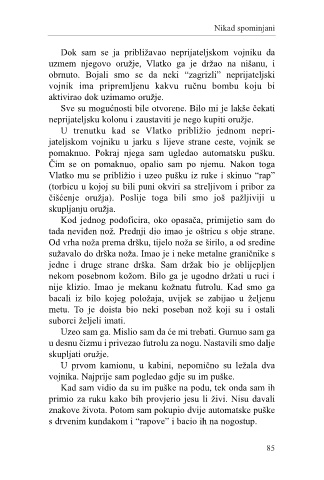 Nikad spominjani
Dok sam se ja približavao neprijateljskom vojniku da
uzmem njegovo oružje, Vlatko ga je držao na nišanu, i
obrnuto. Bojali smo se da neki “zagrizli” neprijateljski
vojnik ima pripremljenu kakvu ručnu bombu koju bi
aktivirao dok uzimamo oružje.
Sve su mogućnosti bile otvorene. Bilo mi je lakše čekati
neprijateljsku kolonu i zaustaviti je nego kupiti oružje.
U trenutku kad se Vlatko približio jednom nepri-
jateljskom vojniku u jarku s lijeve strane ceste, vojnik se
pomaknuo. Pokraj njega sam ugledao automatsku pušku.
Čim se on pomaknuo, opalio sam po njemu. Nakon toga
Vlatko mu se približio i uzeo pušku iz ruke i skinuo “rap”
(torbicu u kojoj su bili puni okviri sa streljivom i pribor za
čišćenje oružja). Poslije toga bili smo još pažljiviji u
skupljanju oružja.
Kod jednog podoficira, oko opasača, primijetio sam do
tada neviđen nož. Prednji dio imao je oštricu s obje strane.
Od vrha noža prema dršku, tijelo noža se širilo, a od sredine
sužavalo do drška noža. Imao je i neke metalne graničnike s
jedne i druge strane drška. Sam držak bio je oblijepljen
nekom posebnom kožom. Bilo ga je ugodno držati u ruci i
nije klizio. Imao je mekanu kožnatu futrolu. Kad smo ga
bacali iz bilo kojeg položaja, uvijek se zabijao u željenu
metu. To je doista bio neki poseban nož koji su i ostali
suborci željeli imati.
Uzeo sam ga. Mislio sam da će mi trebati. Gurnuo sam ga
u desnu čizmu i privezao futrolu za nogu. Nastavili smo dalje
skupljati oružje.
U prvom kamionu, u kabini, nepomično su ležala dva
vojnika. Najprije sam pogledao gdje su im puške.
Kad sam vidio da su im puške na podu, tek onda sam ih
primio za ruku kako bih provjerio jesu li živi. Nisu davali
znakove života. Potom sam pokupio dvije automatske puške
s drvenim kundakom i “rapove” i bacio ih na nogostup.
85